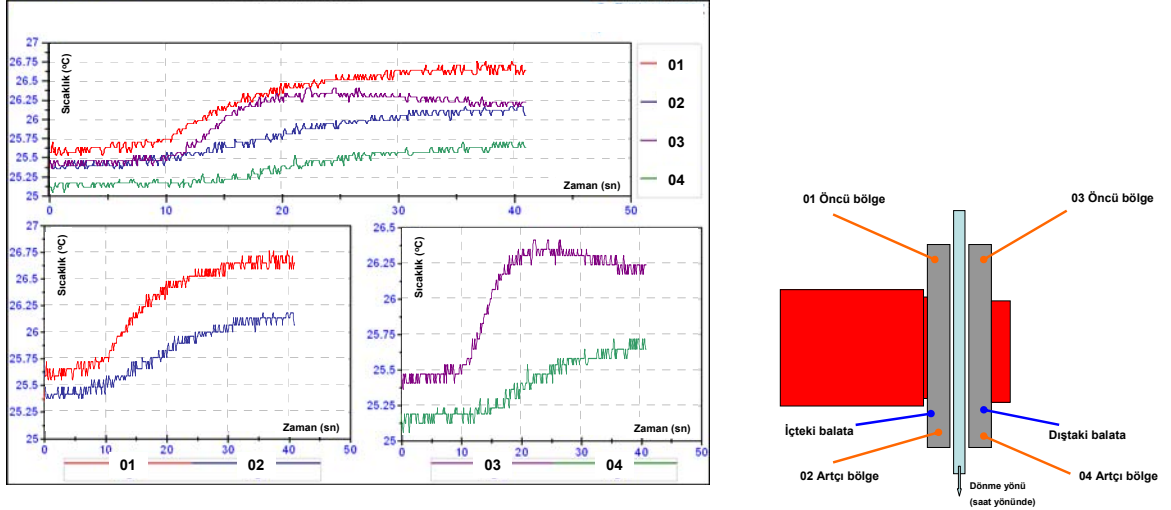 27
26.75
26.5
26.25
26
25.75
25.5
25.25
25
Sıcaklık (ºC)
Zaman (sn)
0 10 20 30 40 50
01
02
03
04
27
26.75
26.5
26.25
26
25.75
25.5
25.25
25
Sıcaklık (ºC)
Zaman (sn)
0 10 20 30 40 50
01 02
26.5
26.25
26
25.75
25.5
25.25
25
Sıcaklık (ºC)
Zaman (sn)
0 10 20 30 40 50
03 04
01 Öncü bölge
03 Öncü bölge
İçteki balata
Dıştaki balata
02 Artçı bölge
04 Artçı bölge
Dönme yönü
(saat yönünde)